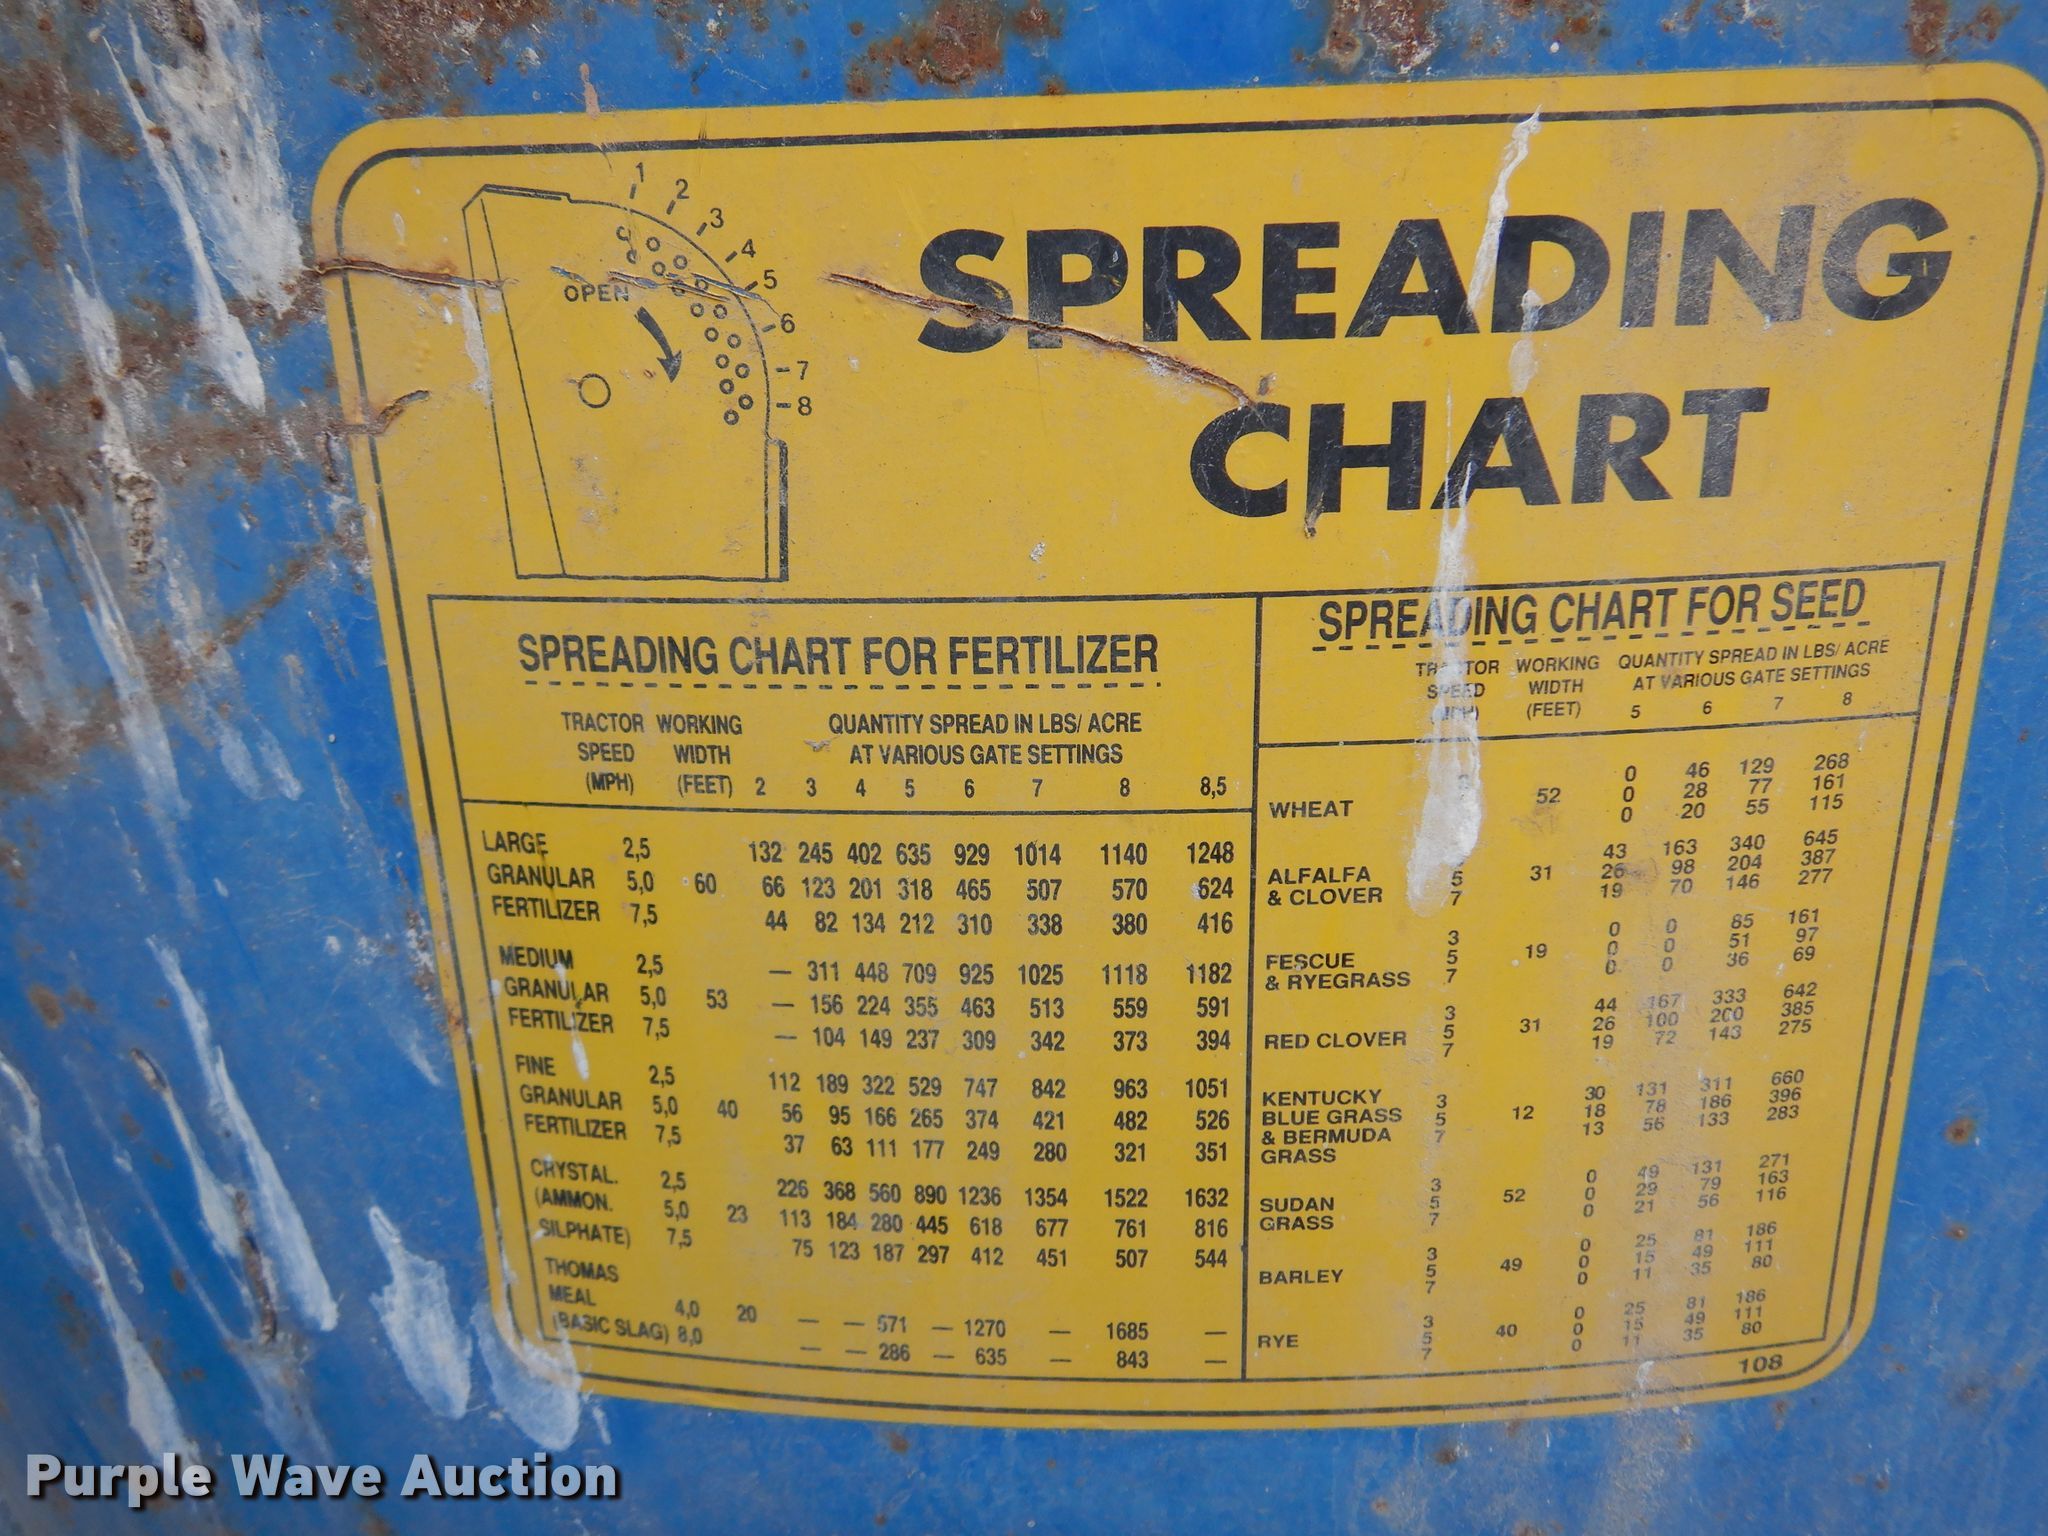 1
2
3
4
5
6
7
8
OPEN
SPREADING
CHART
SPREADING CHART FOR FERTILIZER
TRACTOR WORKING QUANTITY SPREAD IN LBS/ ACRE
SPEED WIDTH AT VARIOUS GATE SETTINGS
(MPH) (FEET) 2 3 4 5 6 7 8 8,5
LARGE 2,5 132 245 402 635 929 1014 1140 1248
GRANULAR 5,0 60 66 123 201 318 465 507 570 624
FERTILIZER 7,5 44 82 134 212 310 338 380 416
MEDIUM 2,5 — 311 448 709 925 1025 1118 1182
GRANULAR 5,0 53 — 156 224 355 463 513 559 591
FERTILIZER 7,5 — 104 149 237 309 342 373 394
FINE 2,5 112 189 322 529 747 842 963 1051
GRANULAR 5,0 40 56 95 166 265 374 421 482 526
FERTILIZER 7,5 37 63 111 177 249 280 321 351
CRYSTAL. 2,5 226 368 560 890 1236 1354 1522 1632
(AMMON. 5,0 23 113 184 280 445 618 677 761 816
SILPHATE) 7,5 75 123 187 297 412 451 507 544
THOMAS
MEAL 4,0 20 — — 571 — 1270 — 1685 —
(BASIC SLAG) 8,0 — — 286 — 635 — 843 —
SPREADING CHART FOR SEED
TRACTOR WORKING QUANTITY SPREAD IN LBS/ ACRE
SPEED WIDTH AT VARIOUS GATE SETTINGS
(MPH) (FEET) 5 6 7 8
0 46 129 268
WHEAT 52 0 28 77 161
0 20 55 115
43 163 340 645
ALFALFA 5 31 26 98 204 387
& CLOVER 7 19 70 146 277
3 0 0 85 161
FESCUE 5 19 0 0 51 97
& RYEGRASS 7 0 0 36 69
3 44 167 333 642
RED CLOVER 5 31 26 100 200 385
7 19 72 143 275
KENTUCKY 3 30 131 311 660
BLUE GRASS 5 12 18 78 186 396
& BERMUDA 7 13 56 133 283
GRASS
3 0 49 131 271
SUDAN 5 52 0 29 79 163
GRASS 7 0 21 56 116
3 0 25 81 186
BARLEY 5 49 0 15 49 111
7 0 11 35 80
3 0 25 81 186
RYE 5 40 0 15 49 111
7 0 11 35 80
108
Purple Wave Auction